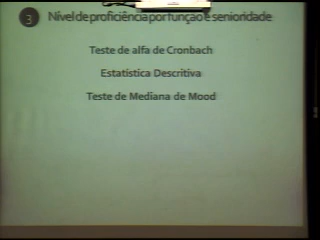 3 Nível de proficiência por função e senioridade
Teste de alfa de Cronbach
Estatística Descritiva
Teste de Mediana de Mood